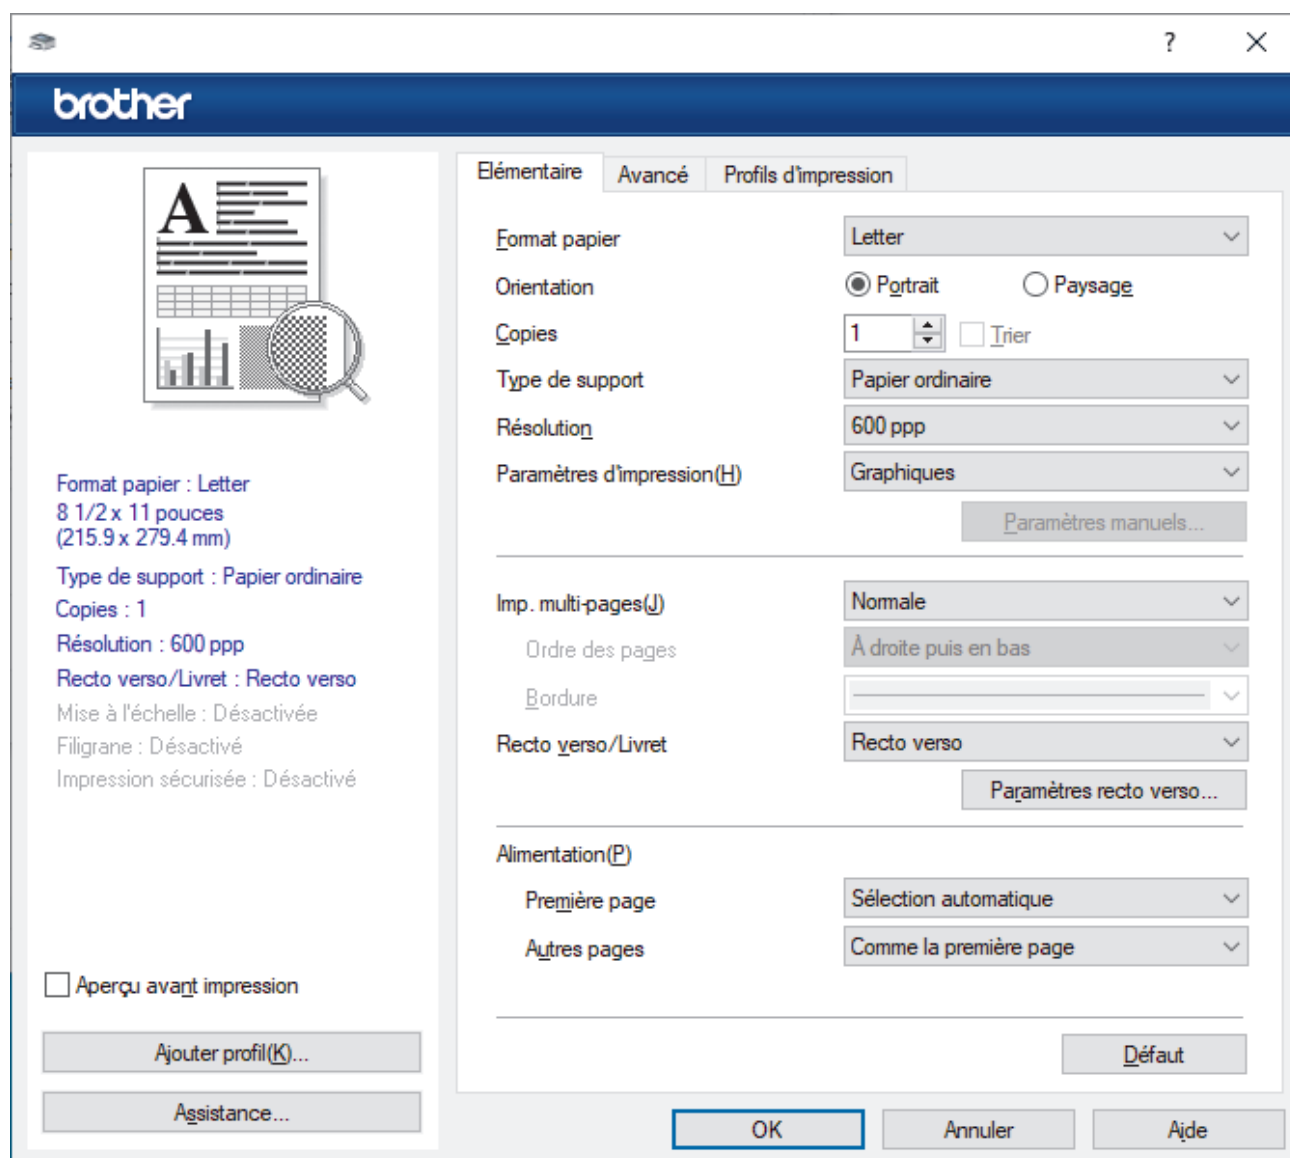 ?
brother
Elémentaire Avancé Profils d'impression
A
Format papier Letter
Orientation Portrait Paysage
Copies 1 Trier
Type de support Papier ordinaire
Résolution 600 ppp
Paramètres d'impression(H) Graphiques
Paramètres manuels...
Imp. multi-pages(J) Normale
Ordre des pages À droite puis en bas
Bordure
Recto verso/Livret Recto verso
Paramètres recto verso...
Alimentation(P)
Première page Sélection automatique
Autres pages Comme la première page
Défaut
Format papier : Letter
8 1/2 x 11 pouces
(215.9 x 279.4 mm)
Type de support : Papier ordinaire
Copies : 1
Résolution : 600 ppp
Recto verso/Livret : Recto verso
Mise à l'échelle : Désactivée
Filigrane : Désactivé
Impression sécurisée : Désactivé
Aperçu avant impression
Ajouter profil(K)...
Assistance...
OK Annuler Aide